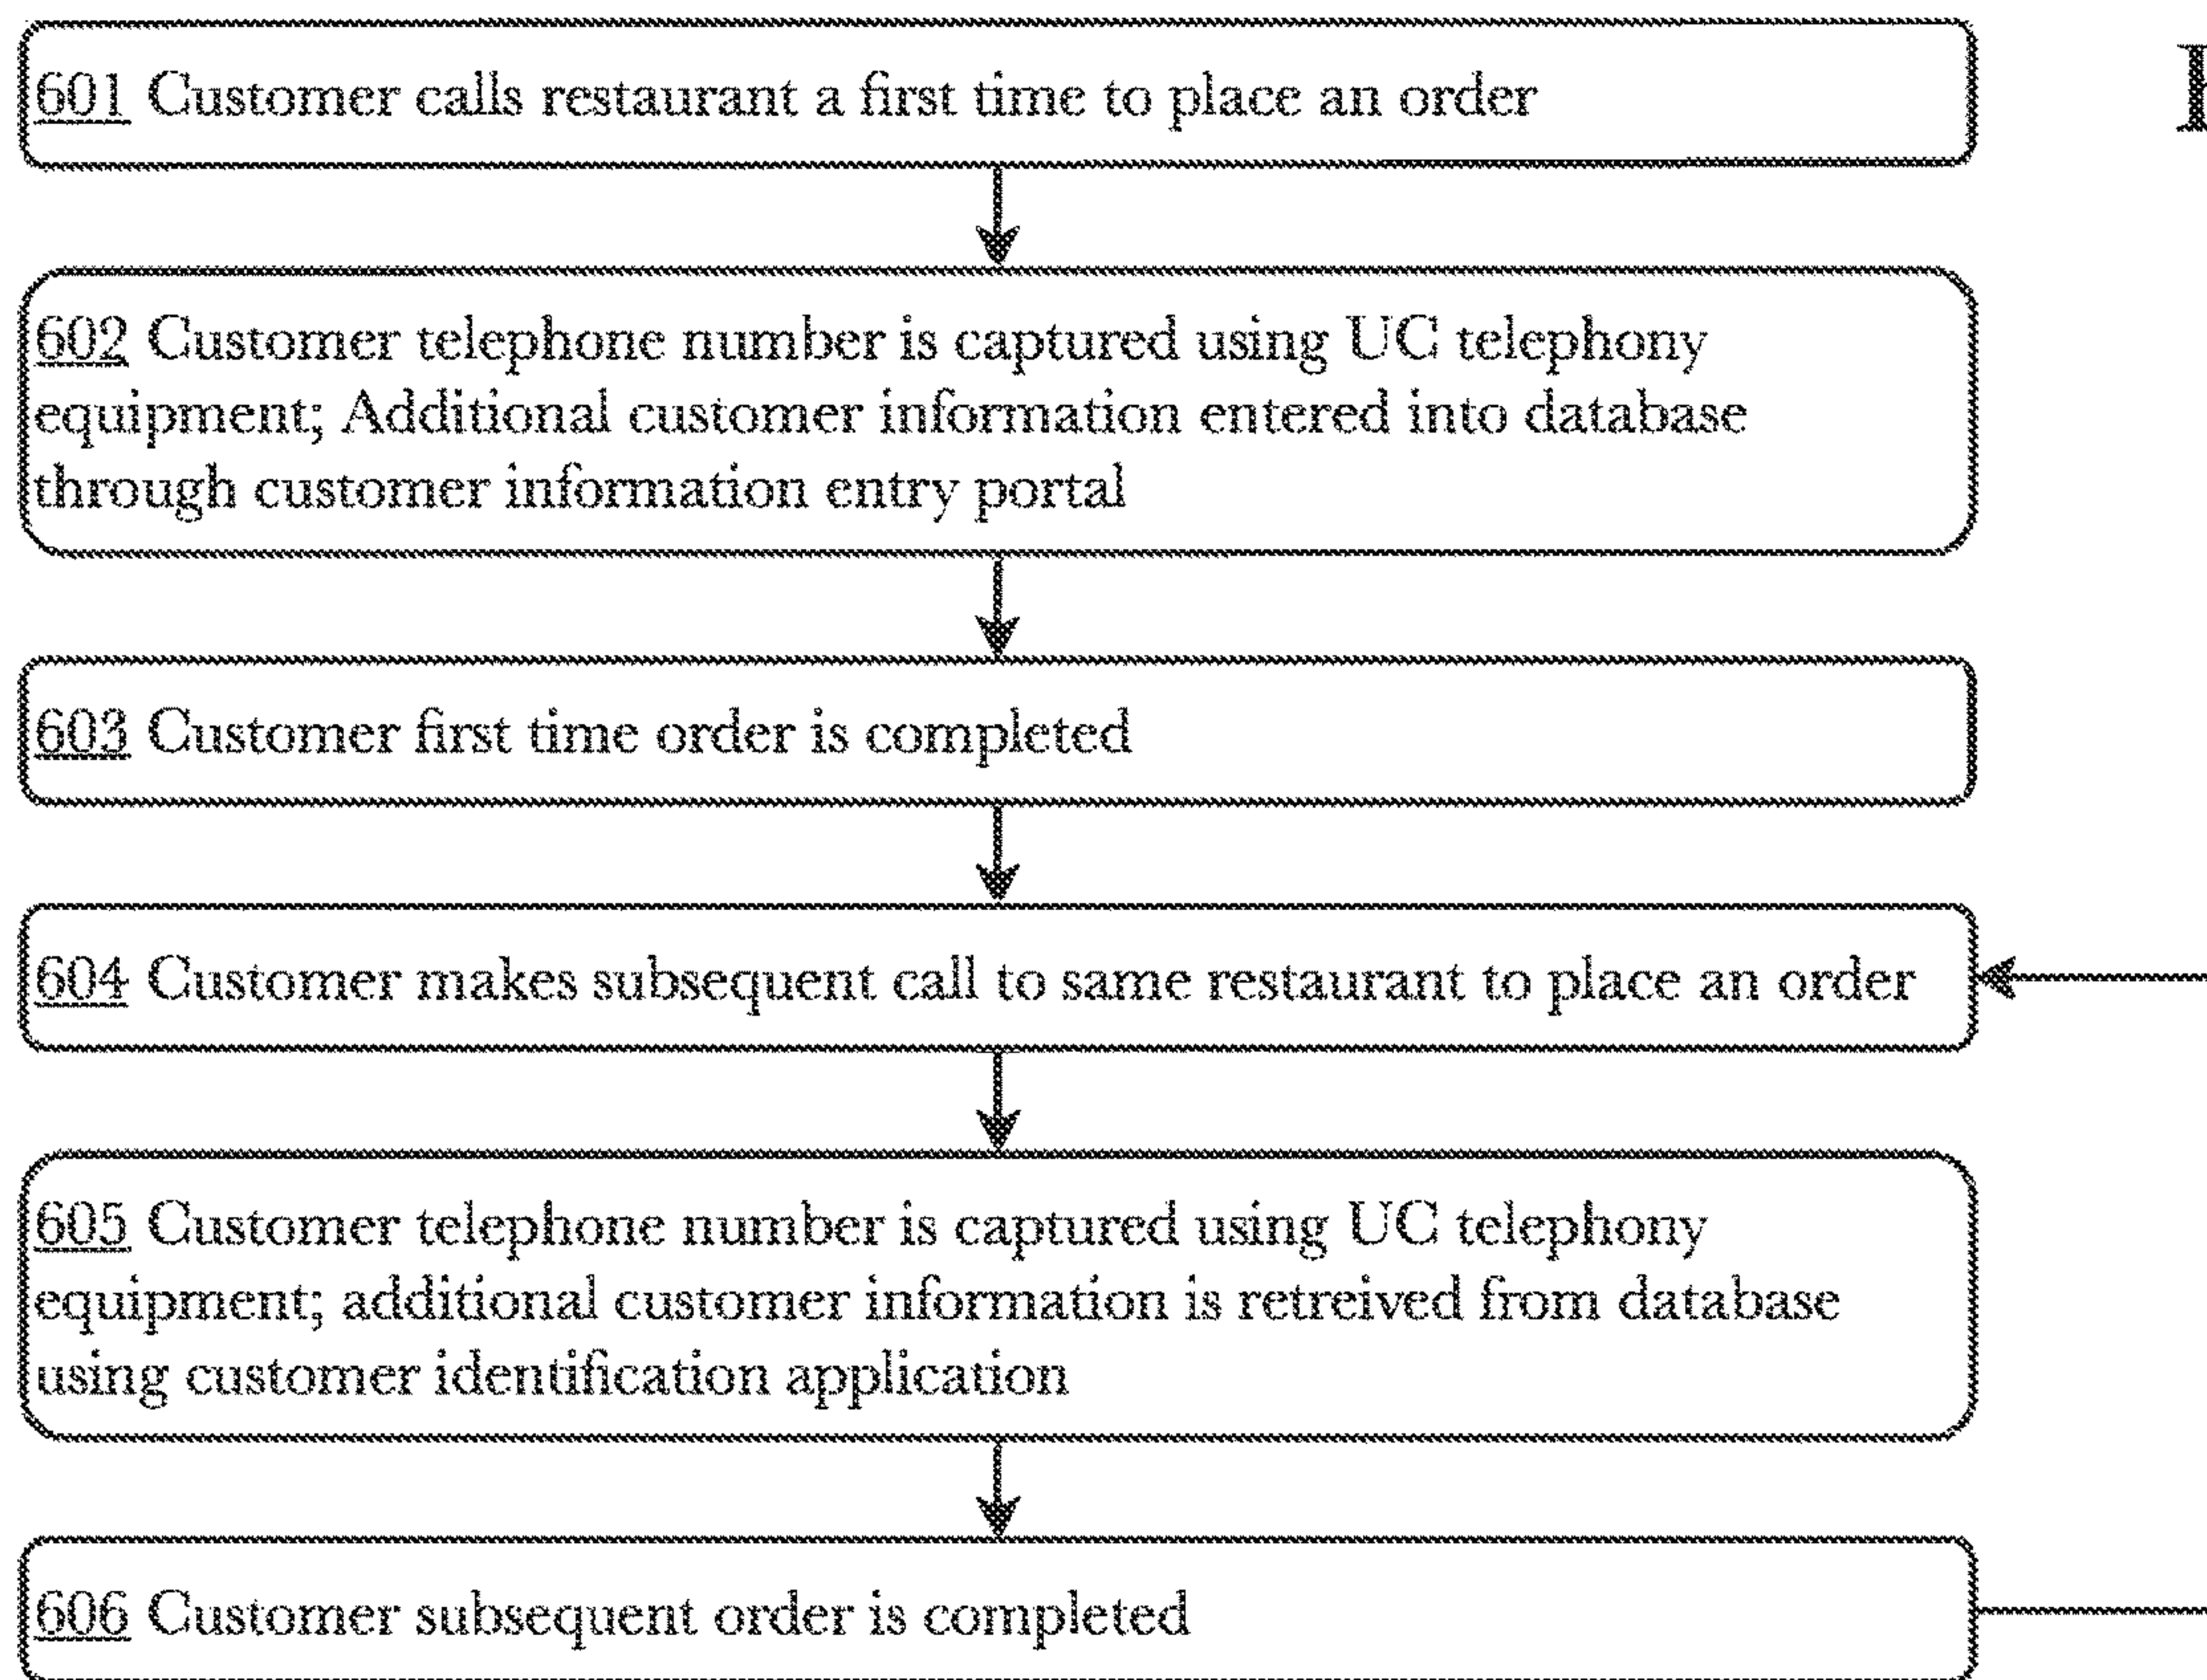 601 Customer calls restaurant a first time to place an order
602 Customer telephone number is captured using UC telephony
equipment; Additional customer information entered into database
through customer information entry portal
603 Customer first time order is completed
604 Customer makes subsequent call to same restaurant to place an order
605 Customer telephone number is captured using UC telephony
equipment; additional customer information is retreived from database
using customer identification application
606 Customer subsequent order is completed